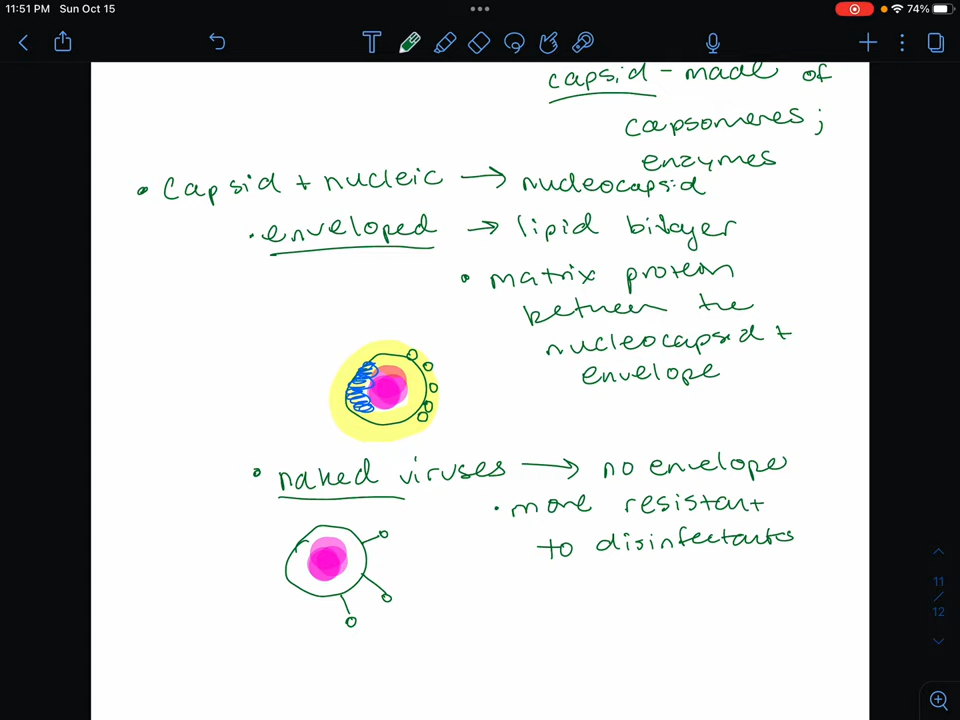 11:51 PM Sun Oct 15
74%
capsid - made of
capsomeres;
enzymes
• Capsid + nucleic → nucleocapsid
• enveloped → lipid bilayer
• matrix protein
between the
nucleocapsid +
envelope
• naked viruses → no envelope
• more resistant
to disinfectants
11
/
12